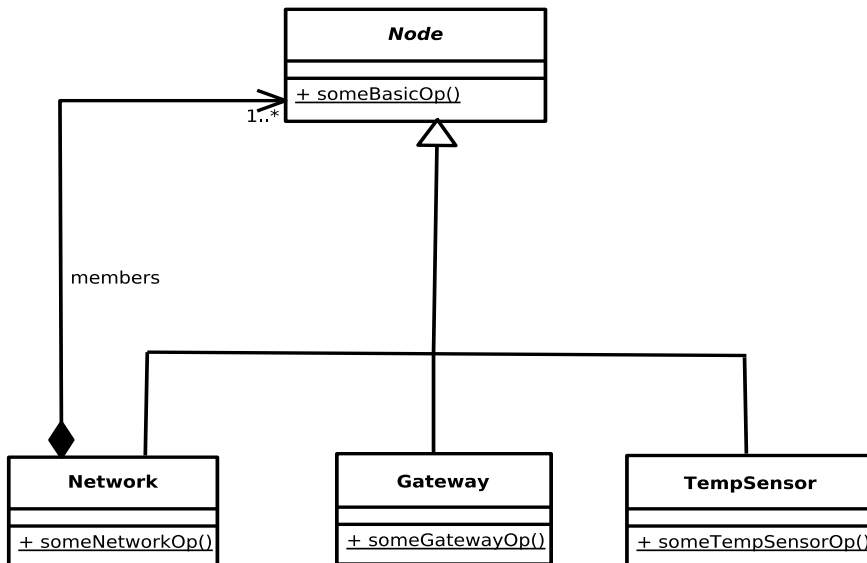 Node
+ someBasicOp()
1..*
members
Network
+ someNetworkOp()
Gateway
+ someGatewayOp()
TempSensor
+ someTempSensorOp()